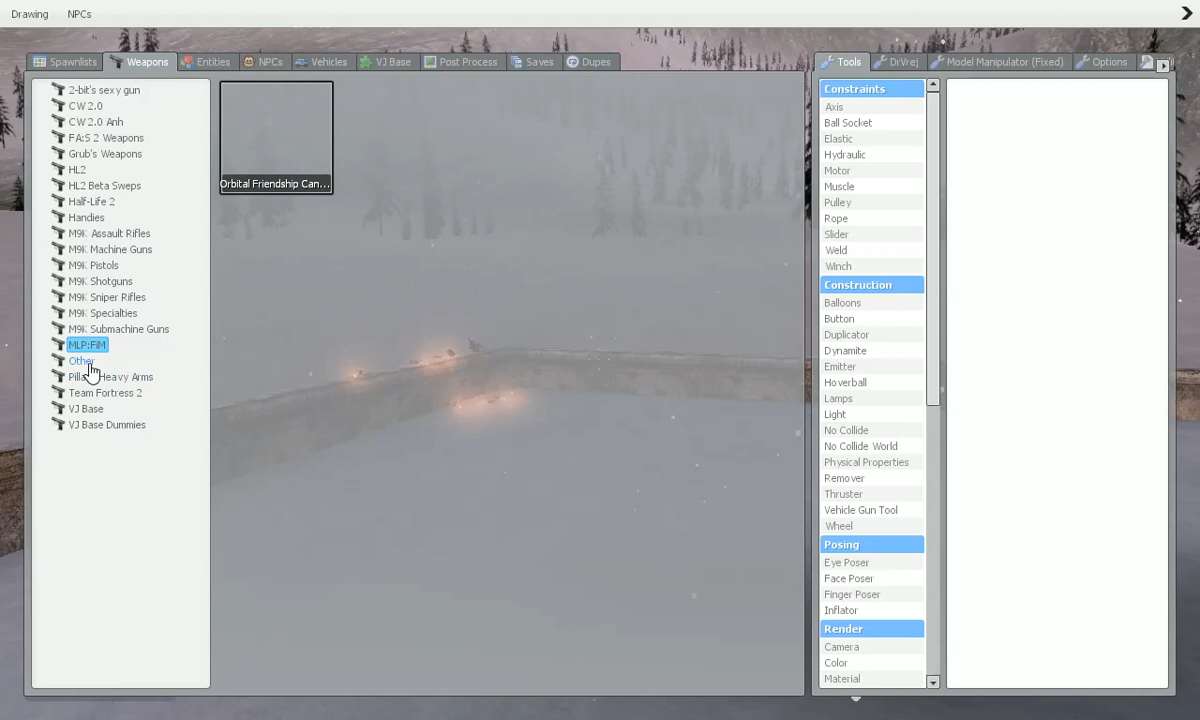 Drawing NPCs
Spawnlists Weapons Entities NPCs Vehicles VJ Base Post Process Saves Dupes
2-bit's sexy gun
CW 2.0
CW 2.0 Anh
FA:S 2 Weapons
Grub's Weapons
HL2
HL2 Beta Sweps
Half-Life 2
Handies
M9K Assault Rifles
M9K Machine Guns
M9K Pistols
M9K Shotguns
M9K Sniper Rifles
M9K Specialties
M9K Submachine Guns
MLP:FiM
Other
Heavy Arms
Team Fortress 2
VJ Base
VJ Base Dummies
Orbital Friendship Can...
Tools DrVrej Model Manipulator (Fixed) Options
Constraints
Axis
Ball Socket
Elastic
Hydraulic
Motor
Muscle
Pulley
Rope
Slider
Weld
Winch
Construction
Balloons
Button
Duplicator
Dynamite
Emitter
Hoverball
Lamps
Light
No Collide
No Collide World
Physical Properties
Remover
Thruster
Vehicle Gun Tool
Wheel
Posing
Eye Poser
Face Poser
Finger Poser
Inflator
Render
Camera
Color
Material